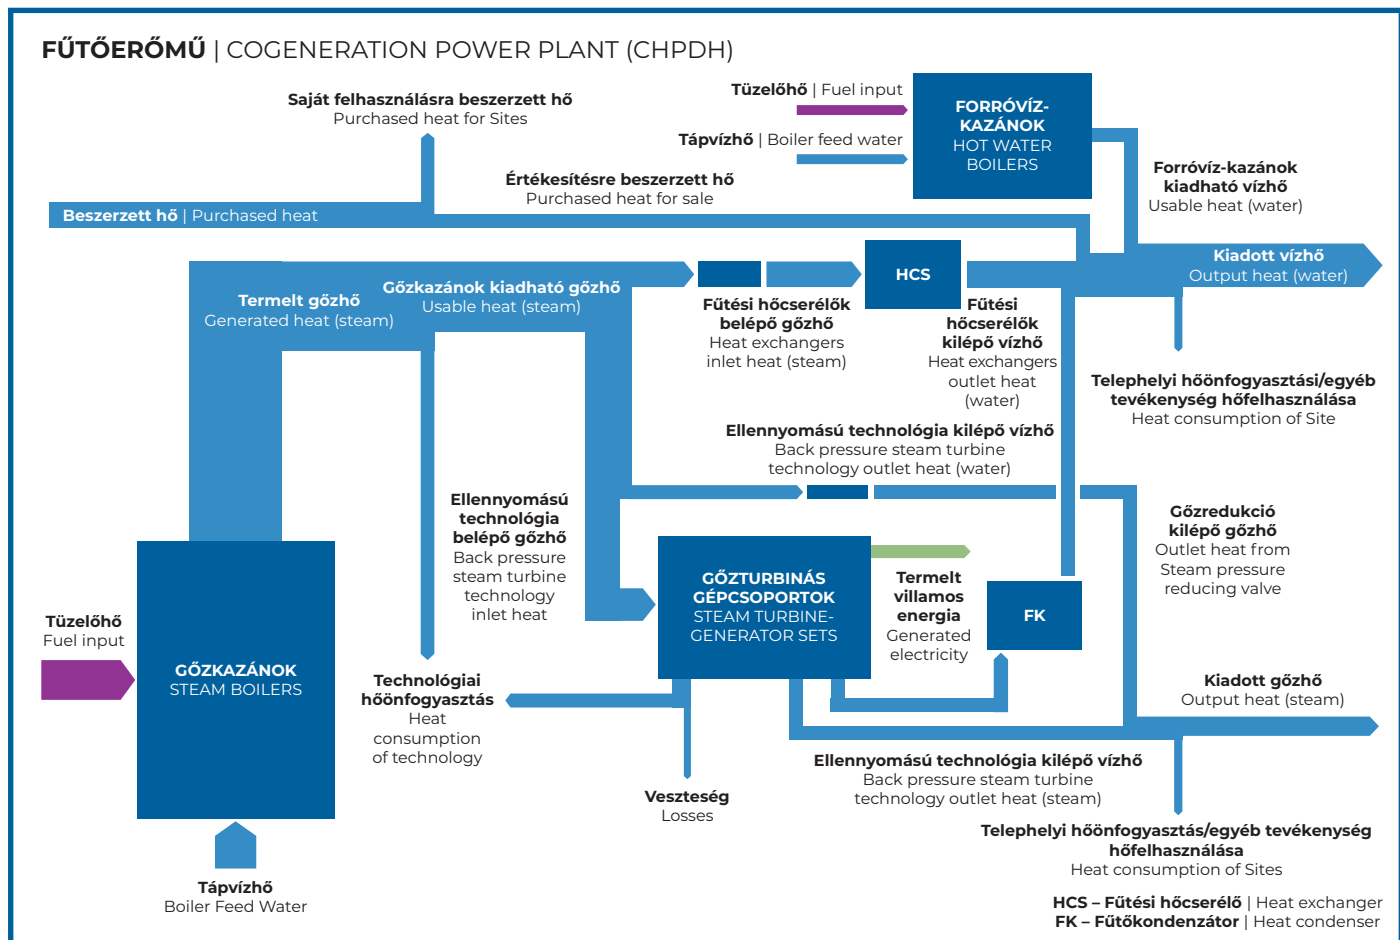 FŰTŐERŐMŰ | COGENERATION POWER PLANT (CHPDH)
Saját felhasználásra beszerzett hő
Purchased heat for Sites
Tüzelőhő | Fuel input
Tápvízhő | Boiler feed water
FORRÓVÍZ-
KAZÁNOK
HOT WATER
BOILERS
Értékesítésre beszerzett hő
Purchased heat for sale
Forróvíz-kazánok
kiadható vízhő
Usable heat (water)
Beszerzett hő | Purchased heat
Kiadott vízhő
Output heat (water)
HCS
Termelt gőzhő
Generated heat (steam)
Gőzkazánok kiadható gőzhő
Usable heat (steam)
Fűtési hőcserélők
belépő gőzhő
Heat exchangers
inlet heat (steam)
Fűtési
hőcserélők
kilépő vízhő
Heat exchangers
outlet heat
(water)
Telephelyi hőönfogyasztási/egyéb
tevékenység hőfelhasználása
Heat consumption of Site
Ellennyomású technológia kilépő vízhő
Back pressure steam turbine
technology outlet heat (water)
Ellennyomású
technológia
belépő gőzhő
Back pressure
steam turbine
technology
inlet heat
Gőzredukció
kilépő gőzhő
Outlet heat from
Steam pressure
reducing valve
GŐZTURBINÁS
GÉPCSOPORTOK
STEAM TURBINE-
GENERATOR SETS
Termelt
villamos
energia
Generated
electricity
FK
Tüzelőhő
Fuel input
GŐZKAZÁNOK
STEAM BOILERS
Technológiai
hőönfogyasztás
Heat
consumption
of technology
Kiadott gőzhő
Output heat (steam)
Veszteség
Losses
Ellennyomású technológia kilépő vízhő
Back pressure steam turbine
technology outlet heat (steam)
Telephelyi hőönfogyasztás/egyéb tevékenység
hőfelhasználása
Heat consumption of Sites
Tápvízhő
Boiler Feed Water
HCS – Fűtési hőcserélő | Heat exchanger
FK – Fűtőkondenzátor | Heat condenser